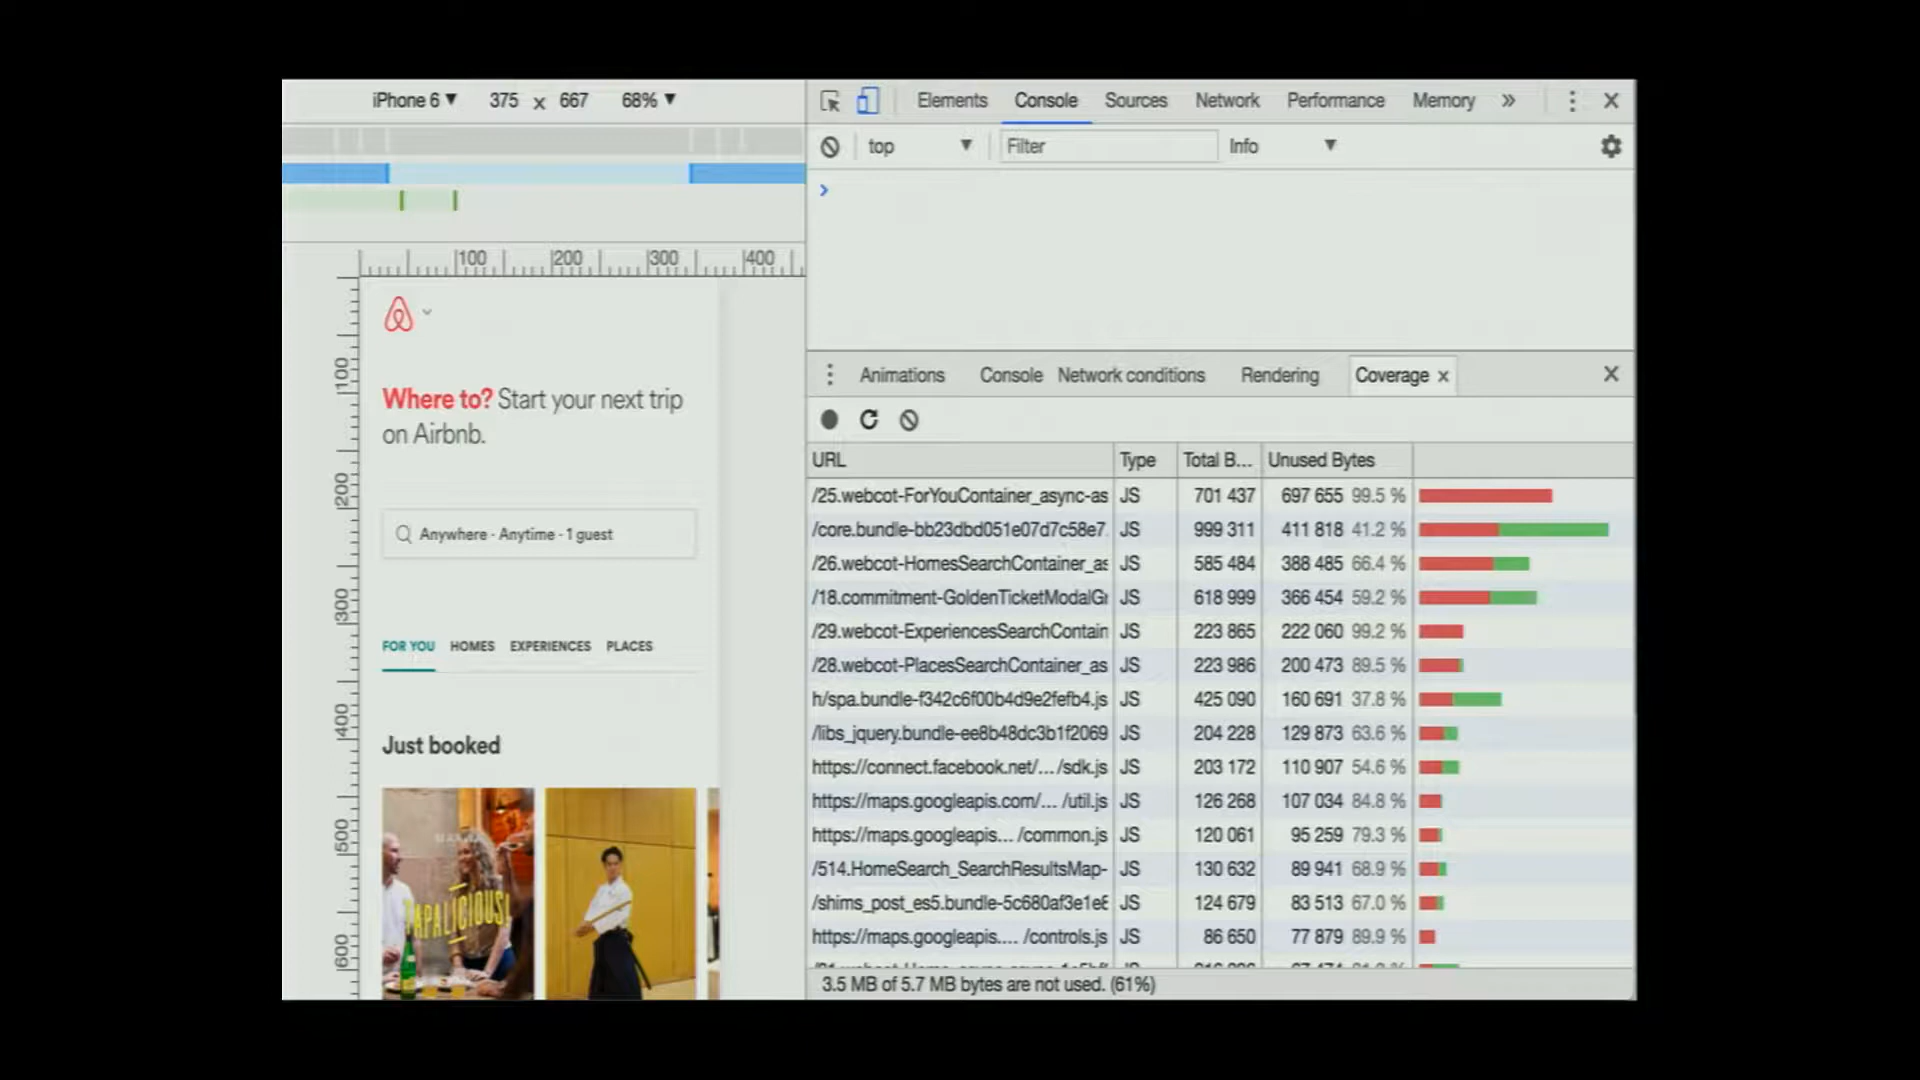 iPhone 6 ▼ 375 x 667 68% ▼
100 200 300 400
100
200
300
400
500
600
Where to? Start your next trip
on Airbnb.
Anywhere · Anytime · 1 guest
FOR YOU HOMES EXPERIENCES PLACES
Just booked
TAPALICIOUS!
Elements Console Sources Network Performance Memory »
top ▼ Filter Info ▼
Animations Console Network conditions Rendering Coverage ×
URL Type Total B... Unused Bytes
/25.webcot-ForYouContainer_async-as JS 701 437 697 655 99.5 %
/core.bundle-bb23dbd051e07d7c58e7. JS 999 311 411 818 41.2 %
/26.webcot-HomesSearchContainer_as JS 585 484 388 485 66.4 %
/18.commitment-GoldenTicketModalGr JS 618 999 366 454 59.2 %
/29.webcot-ExperiencesSearchContain JS 223 865 222 060 99.2 %
/28.webcot-PlacesSearchContainer_as JS 223 986 200 473 89.5 %
h/spa.bundle-f342c6f00b4d9e2fefb4.js JS 425 090 160 691 37.8 %
/libs_jquery.bundle-ee8b48dc3b1f2069 JS 204 228 129 873 63.6 %
https://connect.facebook.net/… /sdk.js JS 203 172 110 907 54.6 %
https://maps.googleapis.com/… /util.js JS 126 268 107 034 84.8 %
https://maps.googleapis… /common.js JS 120 061 95 259 79.3 %
/514.HomeSearch_SearchResultsMap- JS 130 632 89 941 68.9 %
/shims_post_es5.bundle-5c680af3e1e8 JS 124 679 83 513 67.0 %
https://maps.googleapis.… /controls.js JS 86 650 77 879 89.9 %
3.5 MB of 5.7 MB bytes are not used. (61%)